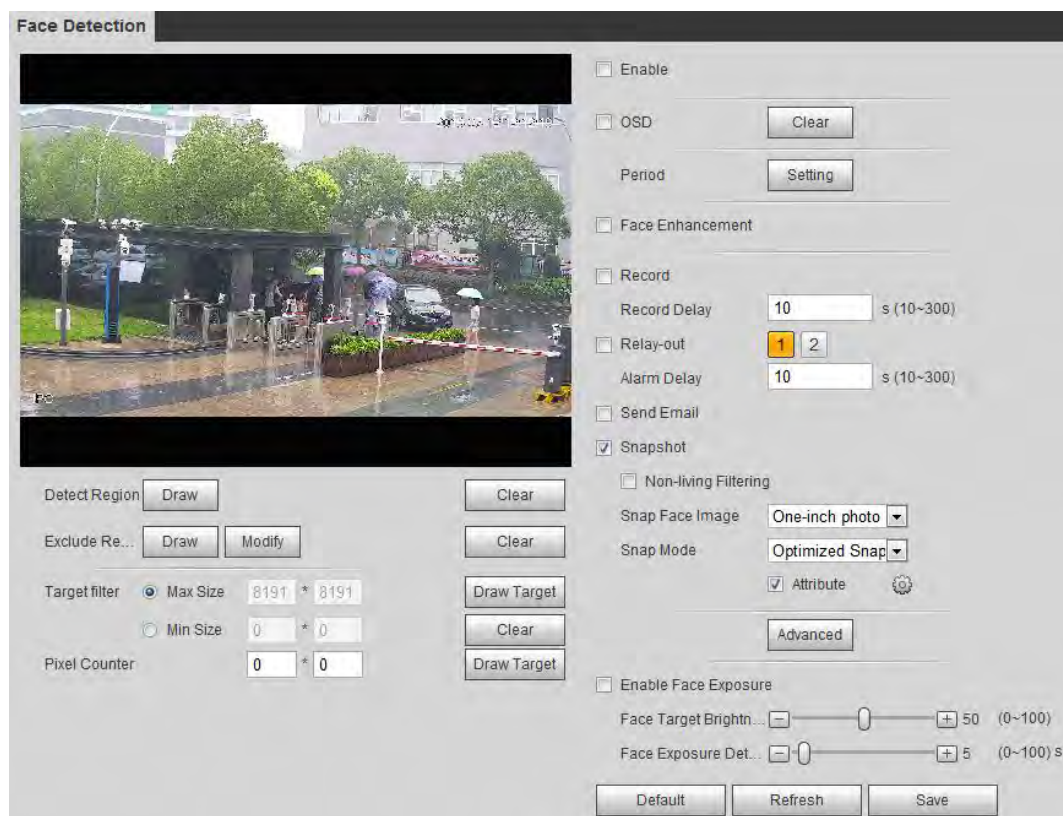 Face Detection
Enable
OSD Clear
Period Setting
Face Enhancement
Record
Record Delay 10 s (10~300)
Relay-out 1 2
Alarm Delay 10 s (10~300)
Send Email
Snapshot
Non-living Filtering
Snap Face Image One-inch photo
Snap Mode Optimized Snap
Attribute
Advanced
Enable Face Exposure
Face Target Brightn... 50 (0~100)
Face Exposure Det... 5 (0~100) s
Default Refresh Save
Detect Region Draw Clear
Exclude Re... Draw Modify Clear
Target filter Max Size 8191 * 8191 Draw Target
Min Size 0 * 0 Clear
Pixel Counter 0 * 0 Draw Target